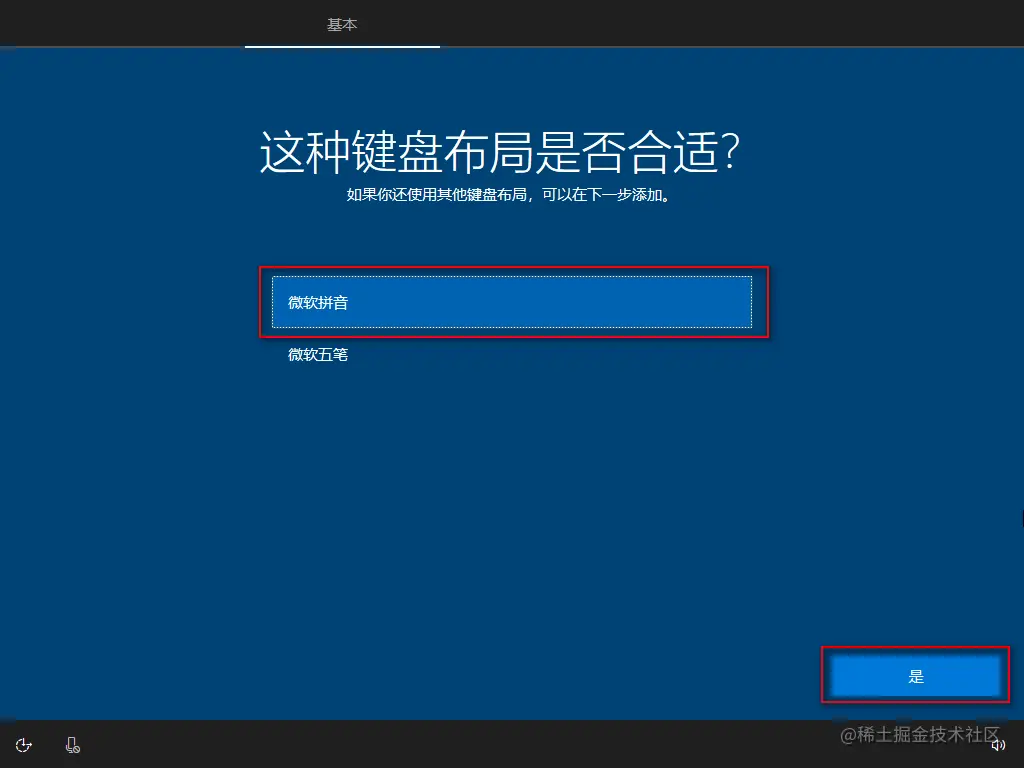 基本
这种键盘布局是否合适?
如果你还使用其他键盘布局，可以在下一步添加。
微软拼音
微软五笔
是
@稀土掘金技术社区